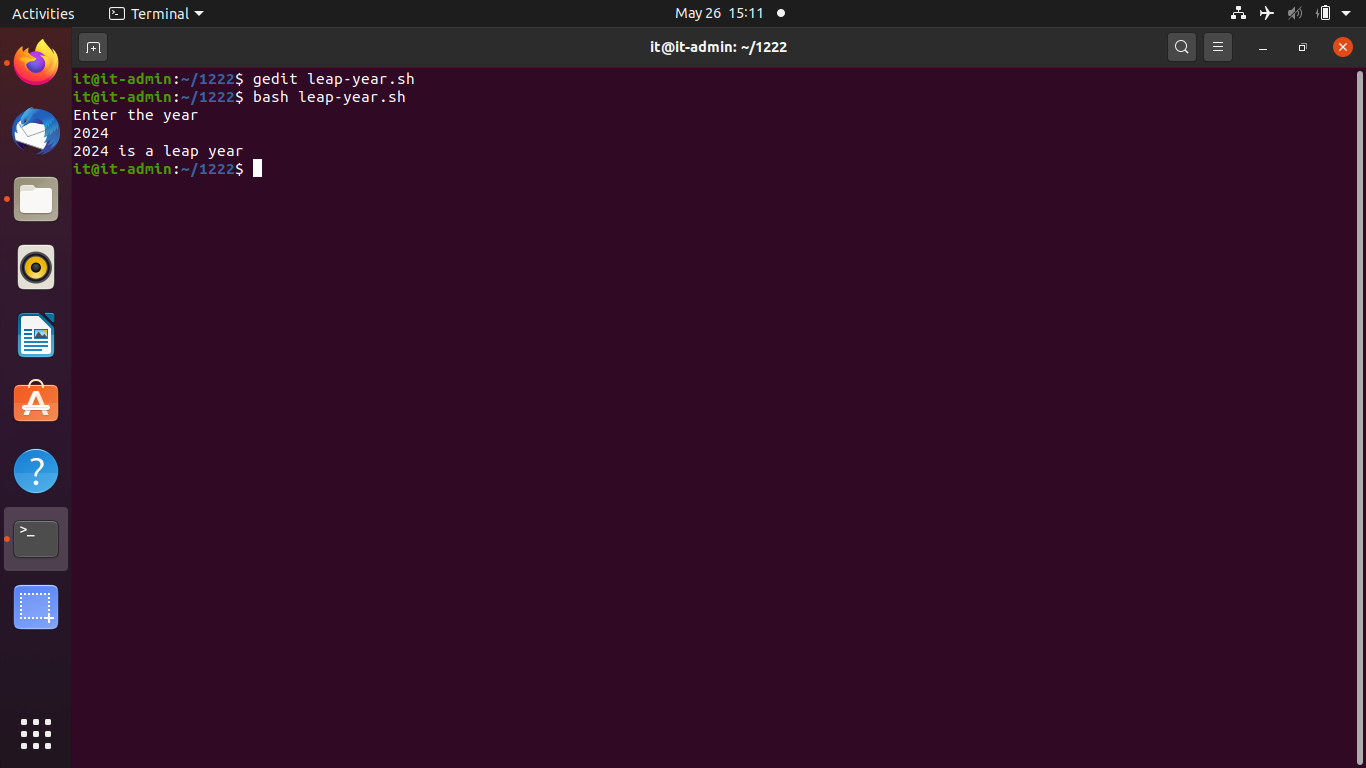 Activities
Terminal
May 26 15:11
it@it-admin: ~/1222
it@it-admin:~/1222$ gedit leap-year.sh
it@it-admin:~/1222$ bash leap-year.sh
Enter the year
2024
2024 is a leap year
it@it-admin:~/1222$